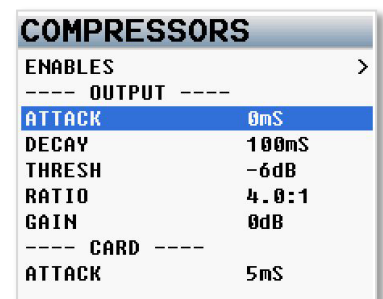 COMPRESSORS
ENABLES >
---- OUTPUT ----
ATTACK 0mS
DECAY 100mS
THRESH -6dB
RATIO 4.0:1
GAIN 0dB
---- CARD ----
ATTACK 5mS